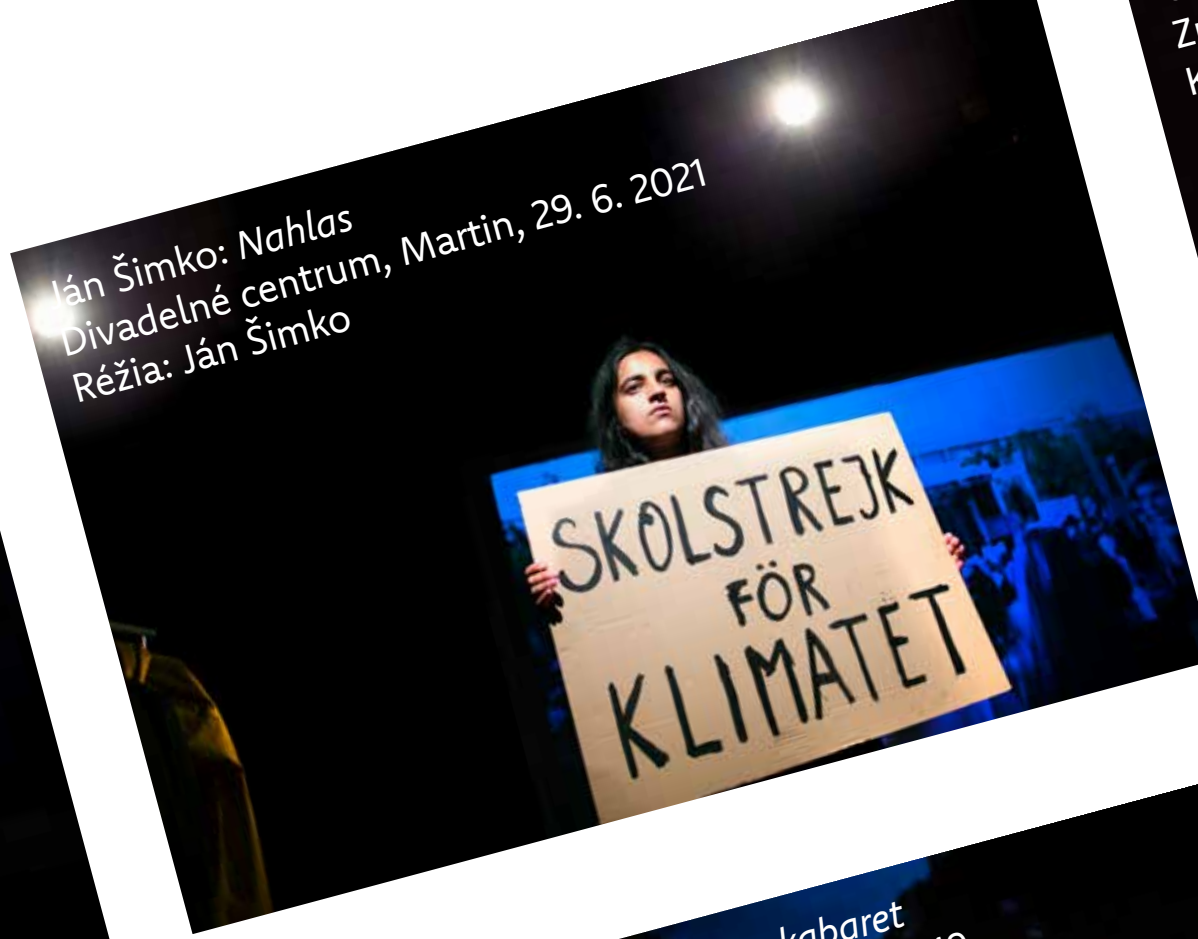 Ján Šimko: Nahlas
Divadelné centrum, Martin, 29. 6. 2021
Réžia: Ján Šimko
SKOLSTREJK
FÖR
KLIMATET
kabaret